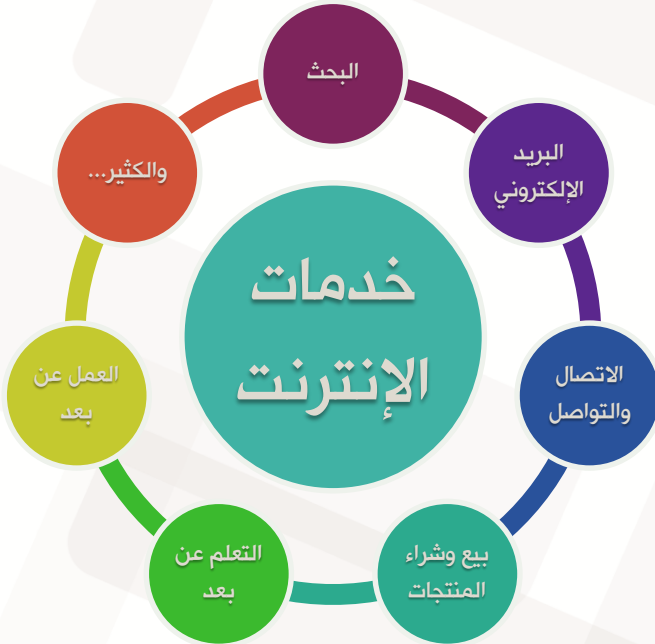 خدمات
الإنترنت
البحث
البريد
الإلكتروني
الاتصال
والتواصل
بيع وشراء
المنتجات
التعلم عن
بعد
العمل عن
بعد
والكثير...